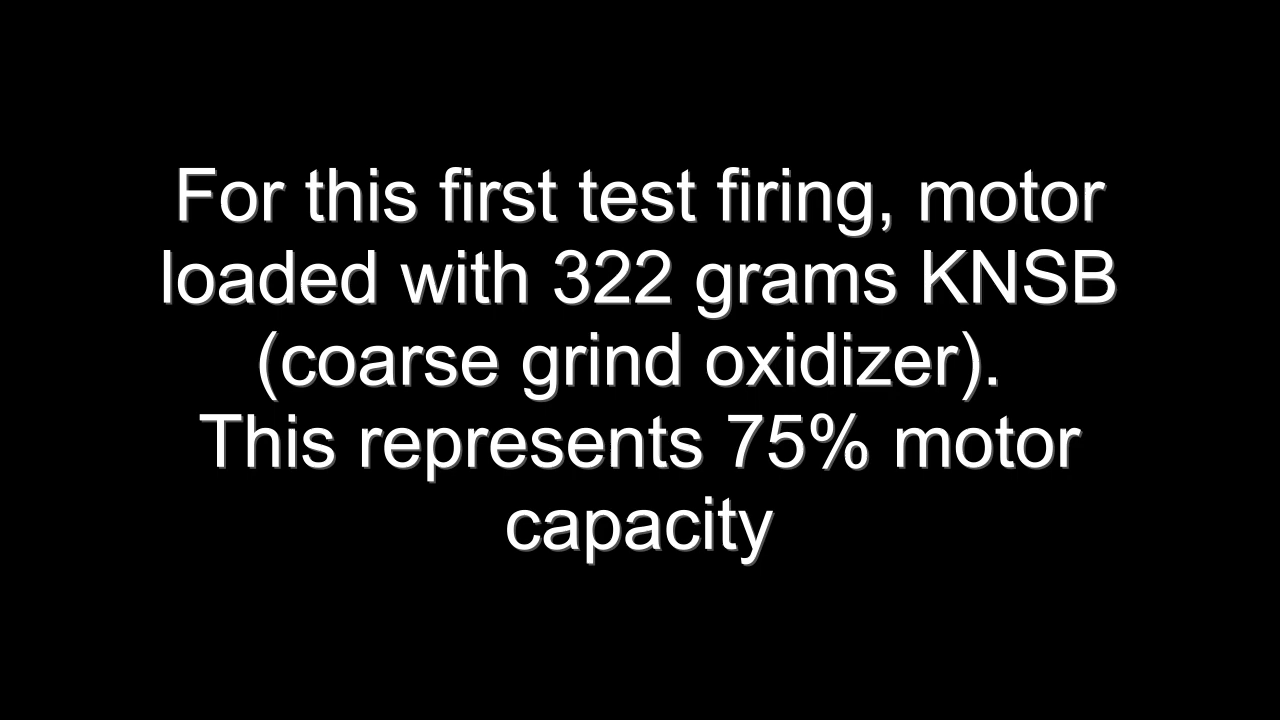 For this first test firing, motor
loaded with 322 grams KNSB
(coarse grind oxidizer).
This represents 75% motor
capacity